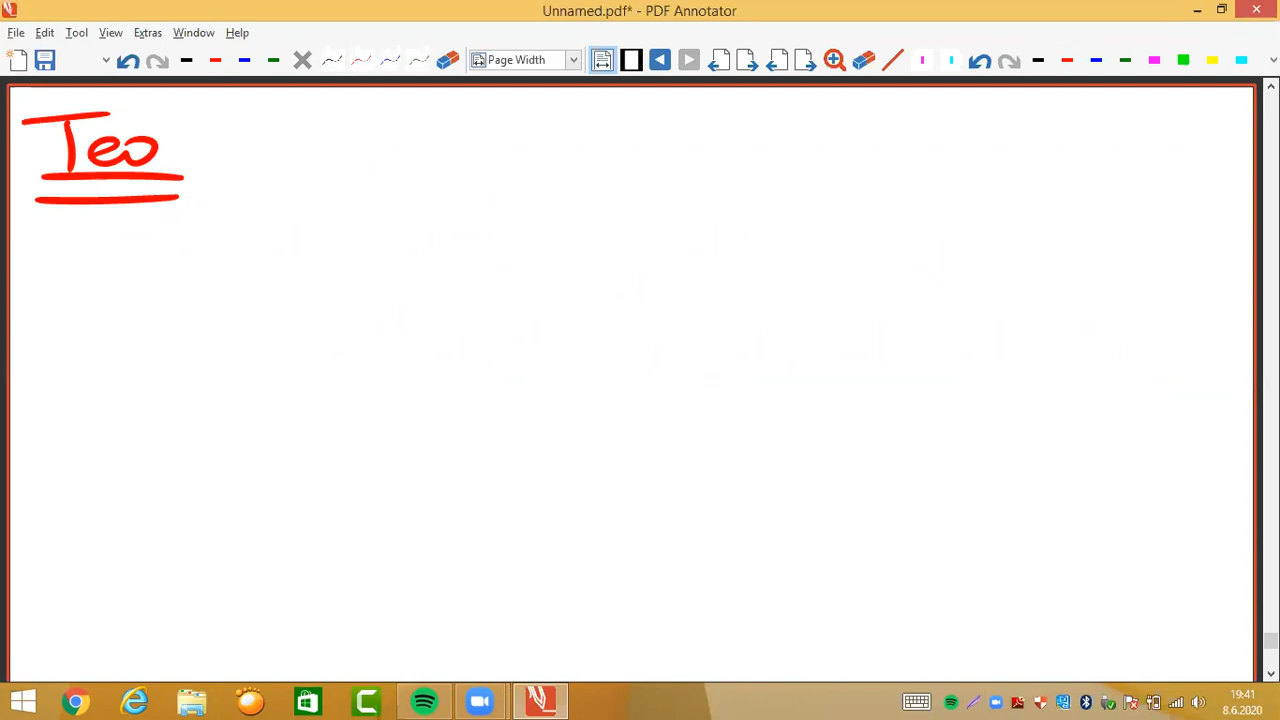 Unnamed.pdf* - PDF Annotator
File Edit Tool View Extras Window Help
Page Width
Teo
19:41
8.6.2020